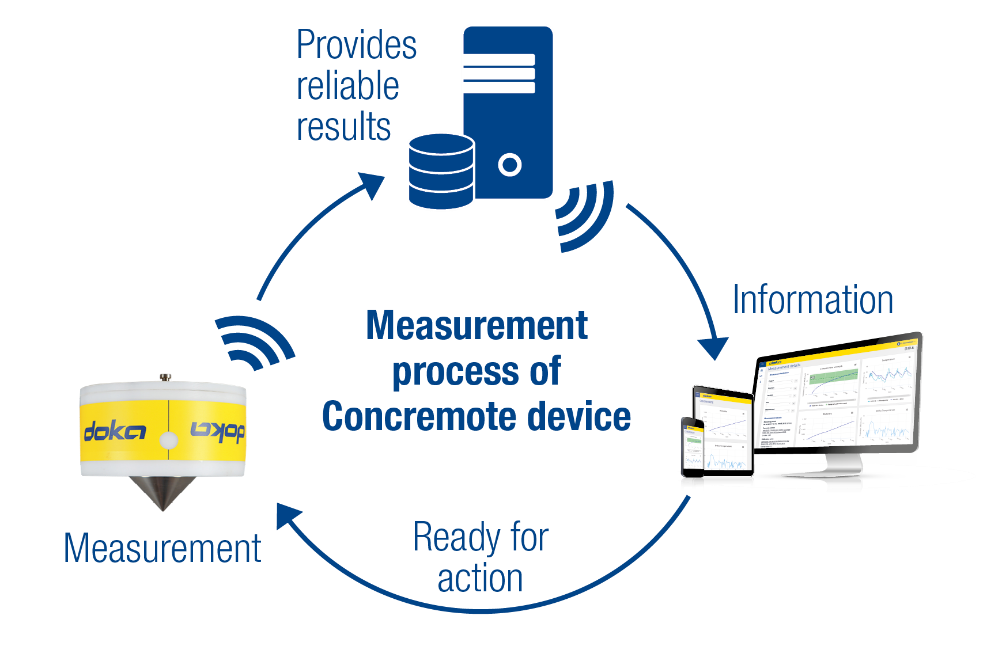 Provides
reliable
results
Information
Measurement
process of
Concremote device
doka
doka
Measurement
Ready for
action